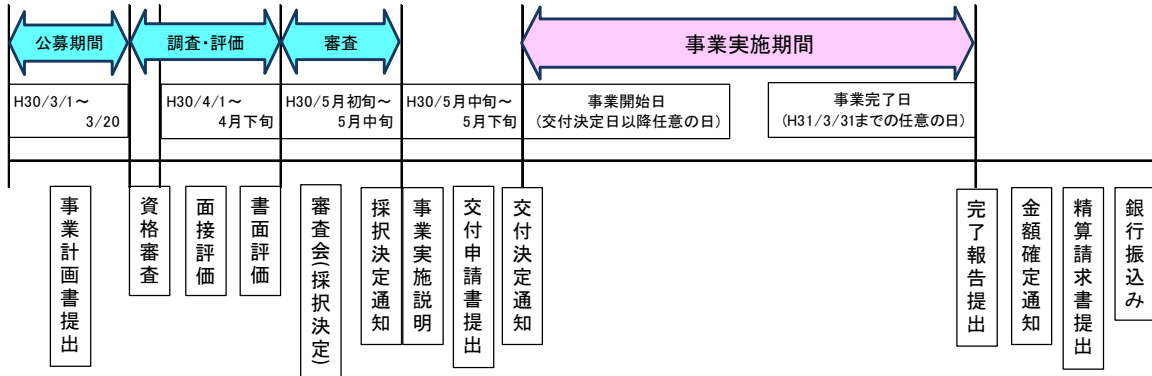 公募期間
調査・評価
審査
事業実施期間
H30/3/1～
3/20
H30/4/1～
4月下旬
H30/5月初旬～
5月中旬
H30/5月中旬～
5月下旬
事業開始日
(交付決定日以降任意の日)
事業完了日
(H31/3/31までの任意の日)
事業計画書提出
資格審査
面接評価
書面評価
審査会(採択決定)
採択決定通知
事業実施説明
交付申請書提出
交付決定通知
完了報告提出
金額確定通知
精算請求書提出
銀行振込み